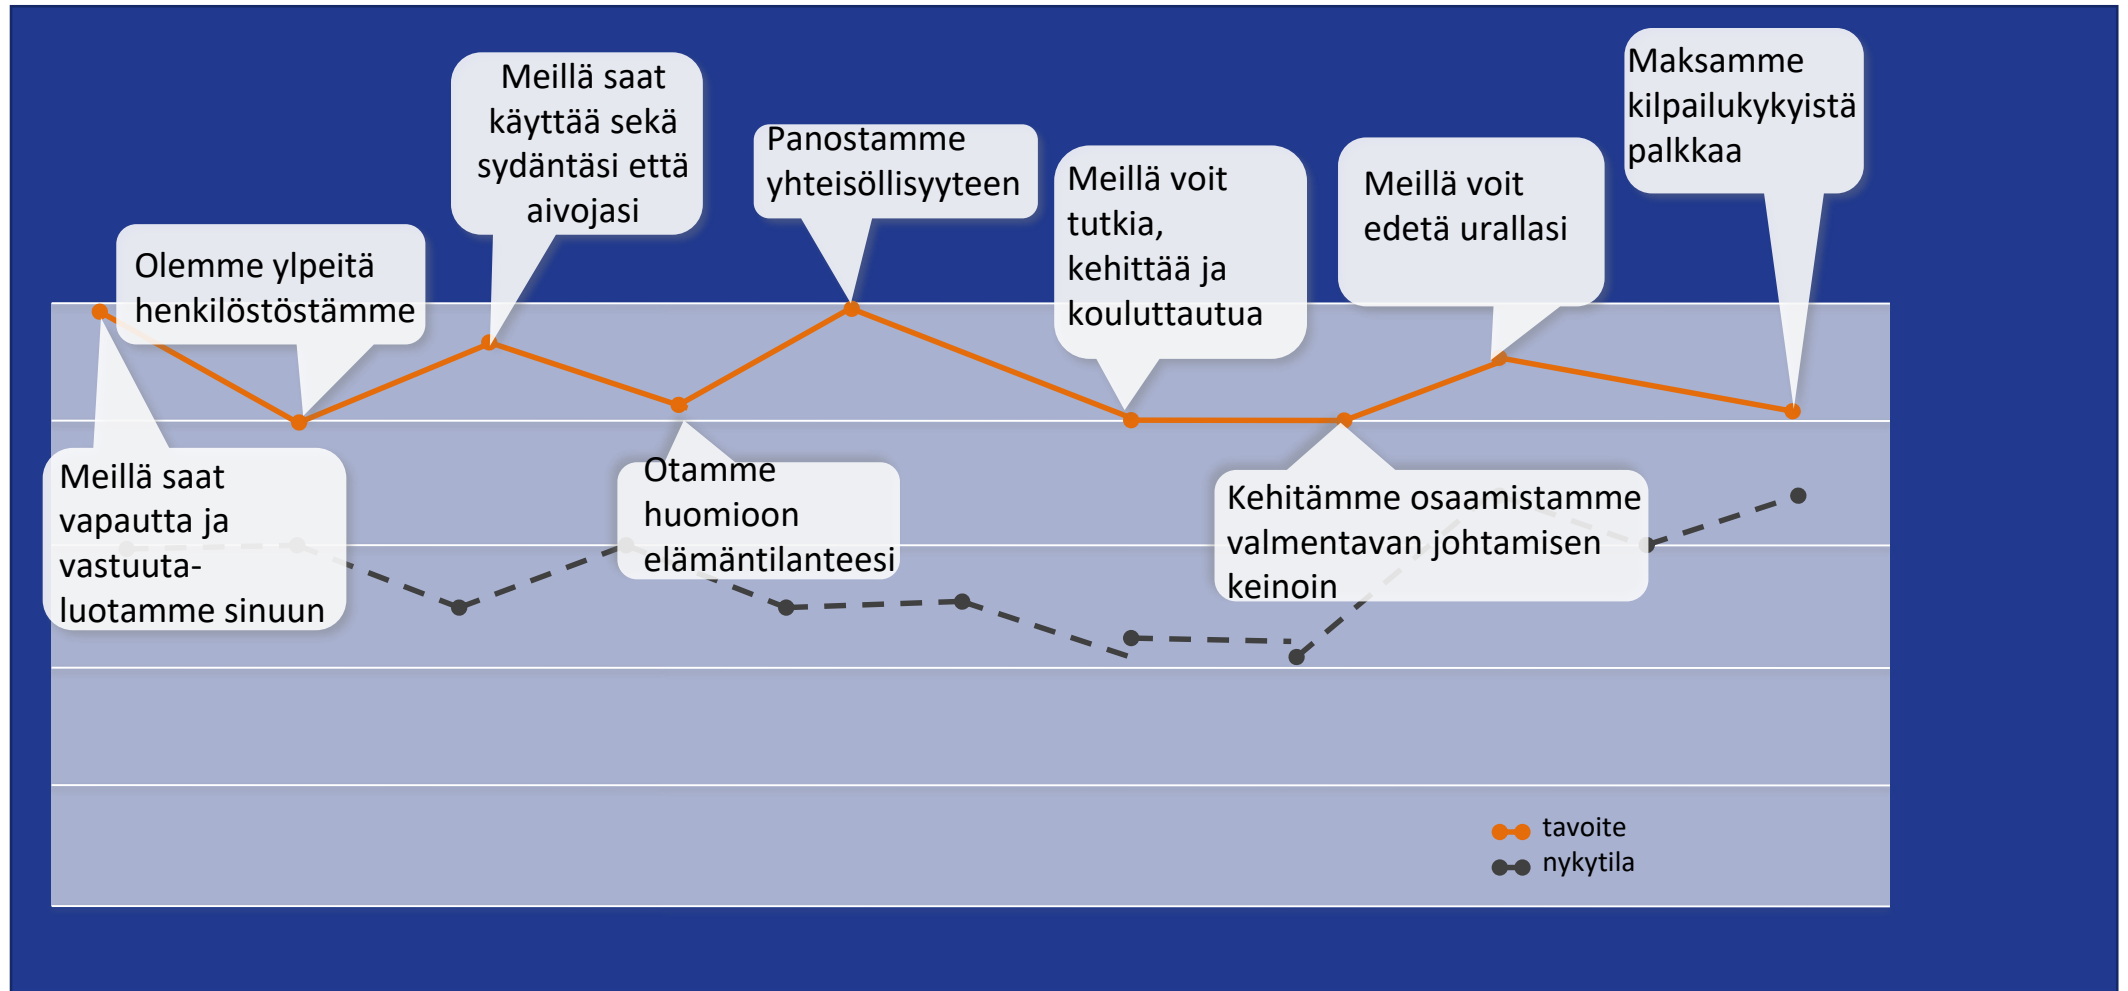 Meillä saat
vapautta ja
vastuuta-
luotamme sinuun
Olemme ylpeitä
henkilöstöstämme
Meillä saat
käyttää sekä
sydäntäsi että
aivojasi
Otamme
huomioon
elämäntilanteesi
Panostamme
yhteisöllisyyteen
Meillä voit
tutkia,
kehittää ja
kouluttautua
Kehitämme osaamistamme
valmentavan johtamisen
keinoin
Meillä voit
edetä urallasi
Maksamme
kilpailukykyistä
palkkaa
tavoite
nykytila